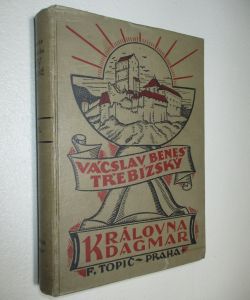 VÁCSLAV BENEŠ
TŘEBÍZSKÝ
KRÁLOVNA
DAGMAR
F. TOPIČ - PRAHA